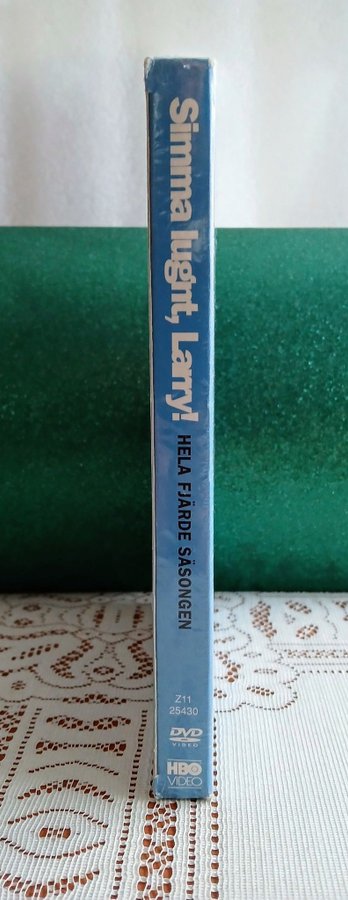 Simma lugnt, Larry!
HELA FJÄRDE SÄSONGEN
Z11
25430
DVD
VIDEO
HBO
VIDEO